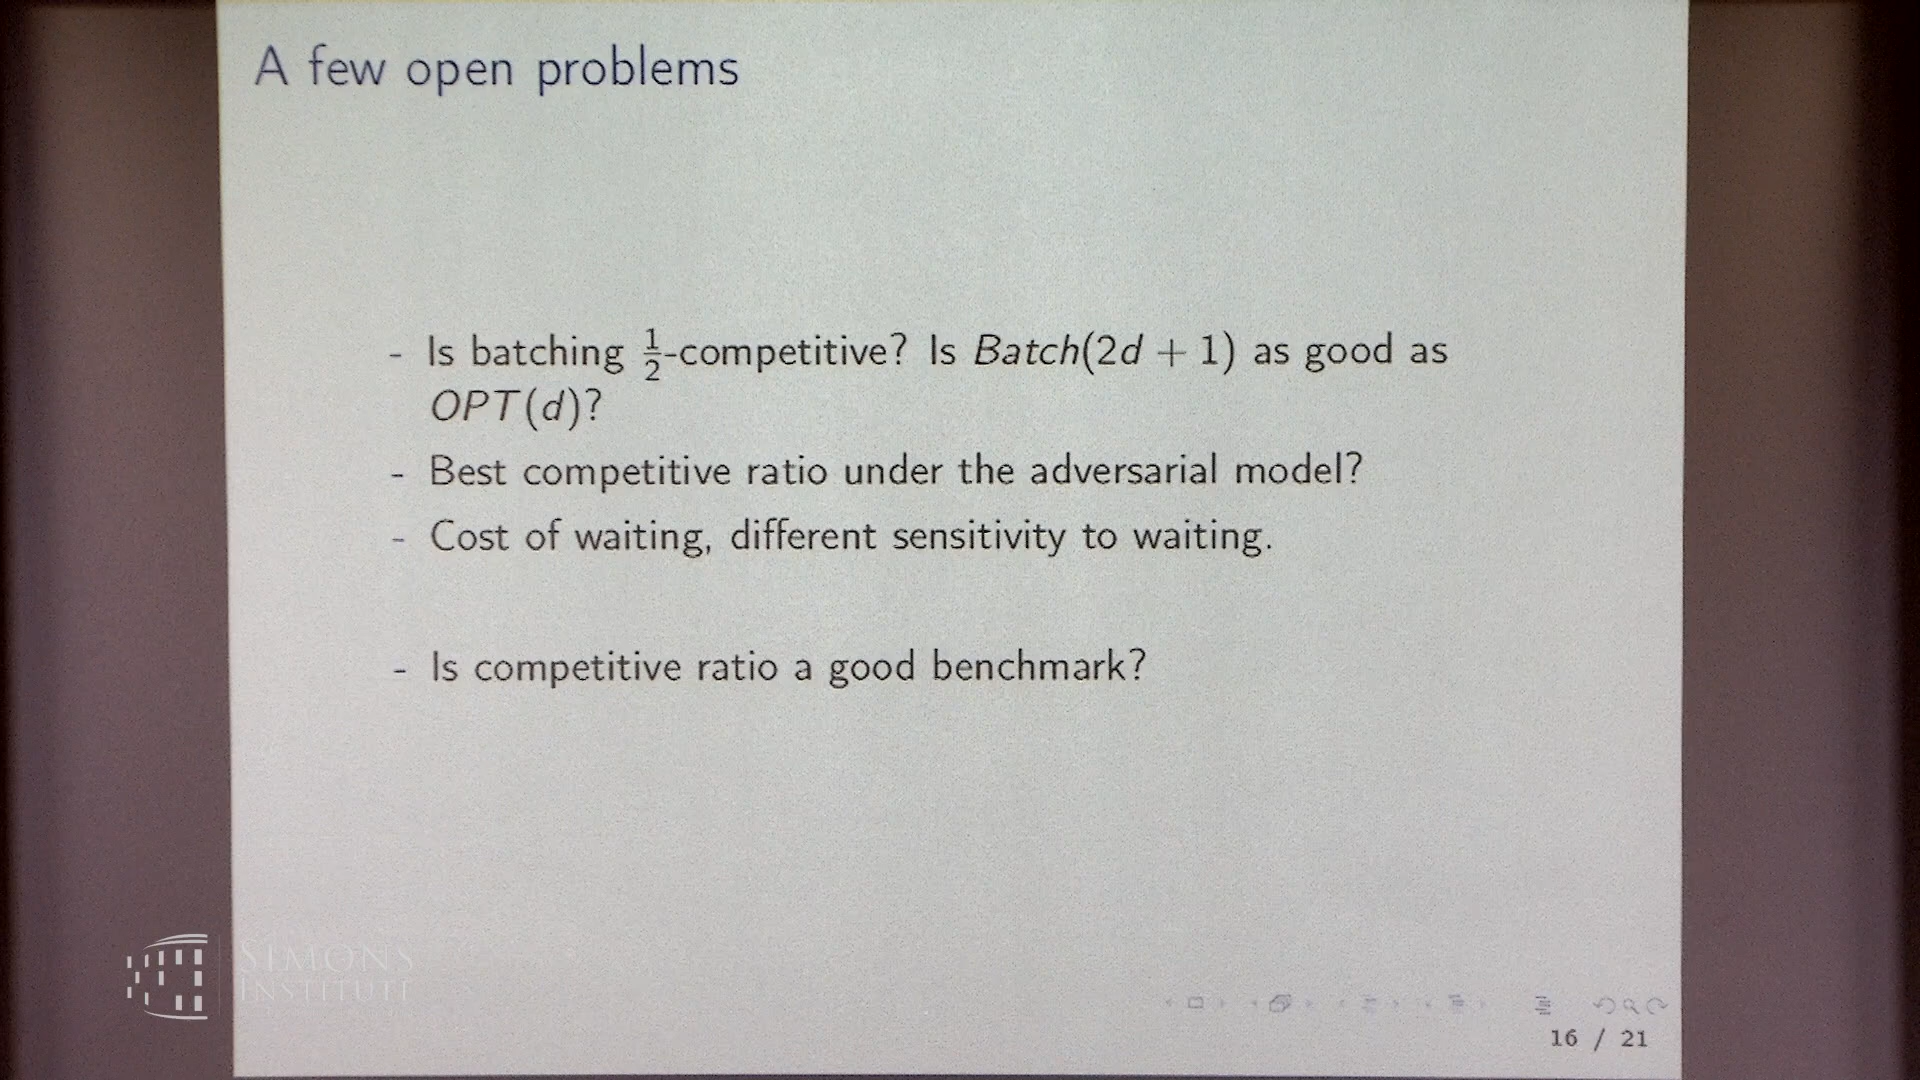 A few open problems
- Is batching 1/2-competitive? Is Batch(2d + 1) as good as
OPT(d)?
- Best competitive ratio under the adversarial model?
- Cost of waiting, different sensitivity to waiting.
- Is competitive ratio a good benchmark?
SIMONS
INSTITUTE
16 / 21